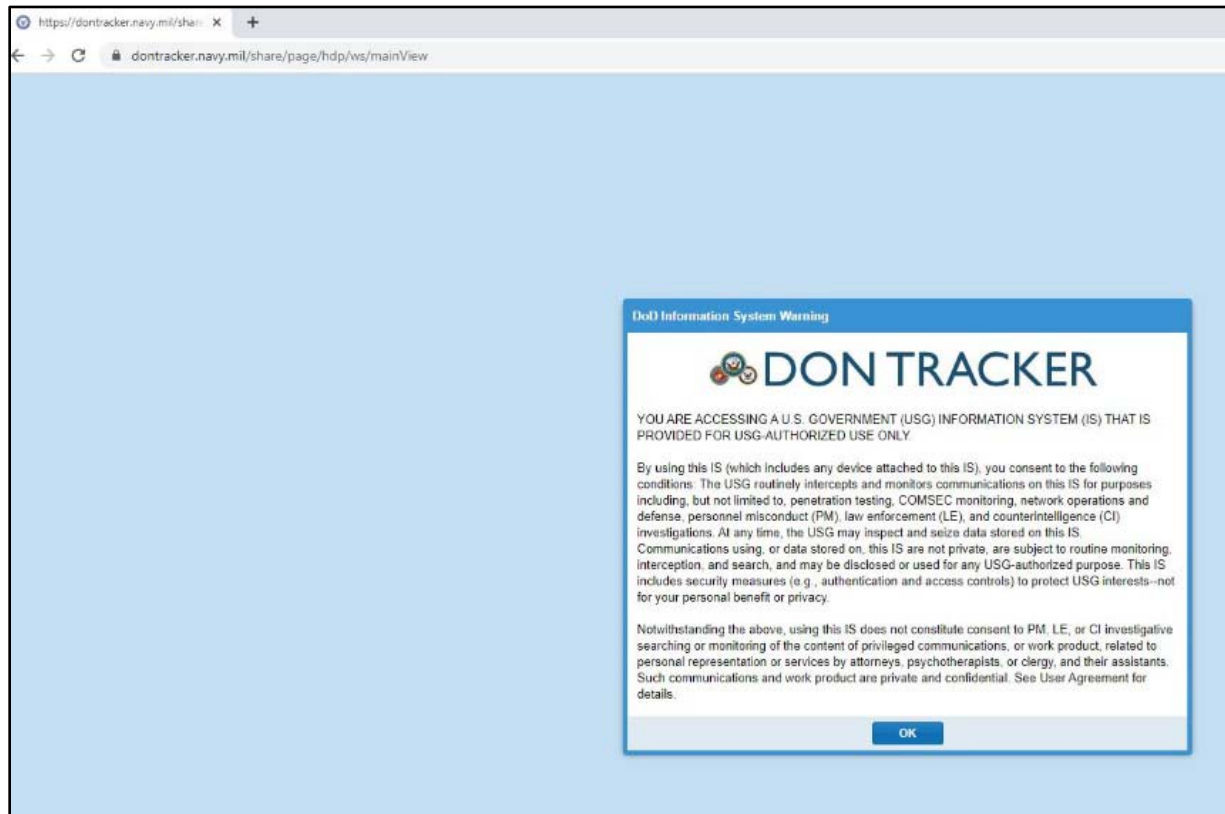 https://dontracker.navy.mil/shar
dontracker.navy.mil/share/page/hdp/ws/mainView
DoD Information System Warning
DON TRACKER
YOU ARE ACCESSING A U.S. GOVERNMENT (USG) INFORMATION SYSTEM (IS) THAT IS
PROVIDED FOR USG-AUTHORIZED USE ONLY.
By using this IS (which includes any device attached to this IS), you consent to the following
conditions: The USG routinely intercepts and monitors communications on this IS for purposes
including, but not limited to, penetration testing, COMSEC monitoring, network operations and
defense, personnel misconduct (PM), law enforcement (LE), and counterintelligence (CI)
investigations. At any time, the USG may inspect and seize data stored on this IS.
Communications using, or data stored on, this IS are not private, are subject to routine monitoring,
interception, and search, and may be disclosed or used for any USG-authorized purpose. This IS
includes security measures (e.g., authentication and access controls) to protect USG interests--not
for your personal benefit or privacy.
Notwithstanding the above, using this IS does not constitute consent to PM, LE, or CI investigative
searching or monitoring of the content of privileged communications, or work product, related to
personal representation or services by attorneys, psychotherapists, or clergy, and their assistants.
Such communications and work product are private and confidential. See User Agreement for
details.
OK